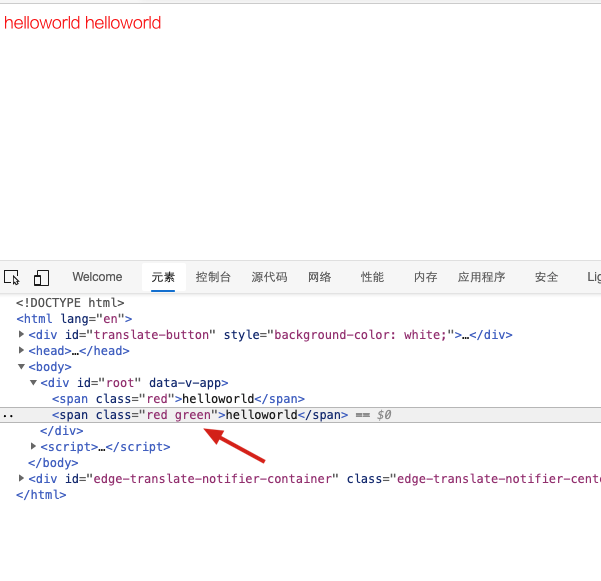 helloworld helloworld
Welcome 元素 控制台 源代码 网络 性能 内存 应用程序 安全 Lig
<!DOCTYPE html>
<html lang="en">
<div id="translate-button" style="background-color: white;">…</div>
<head>…</head>
<body>
<div id="root" data-v-app>
<span class="red">helloworld</span>
<span class="red green">helloworld</span> == $0
</div>
<script>…</script>
</body>
<div id="edge-translate-notifier-container" class="edge-translate-notifier-cente
</html>